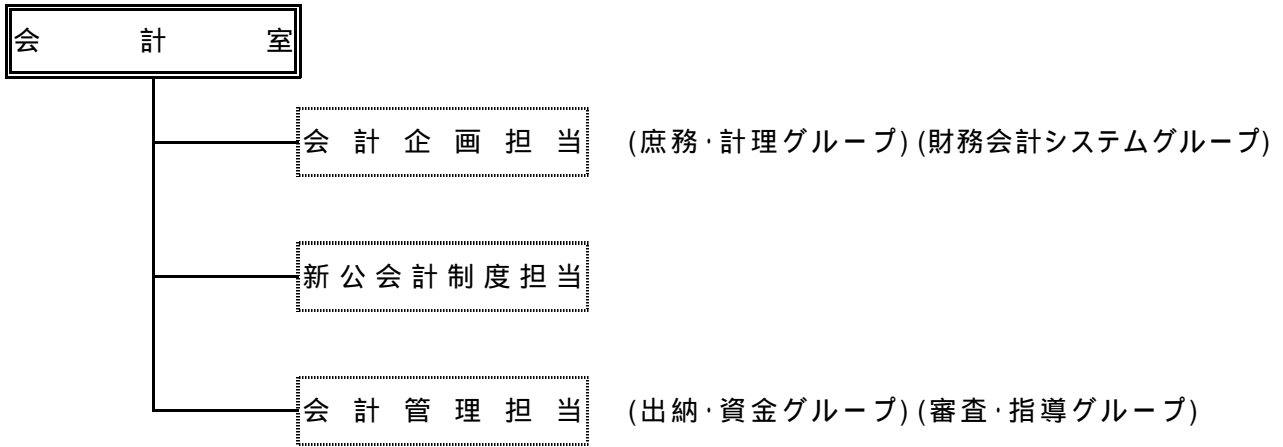 会計室
会計企画担当 (庶務·計理グループ) (財務会計システムグループ)
新公会計制度担当
会計管理担当 (出納·資金グループ) (審査·指導グループ)